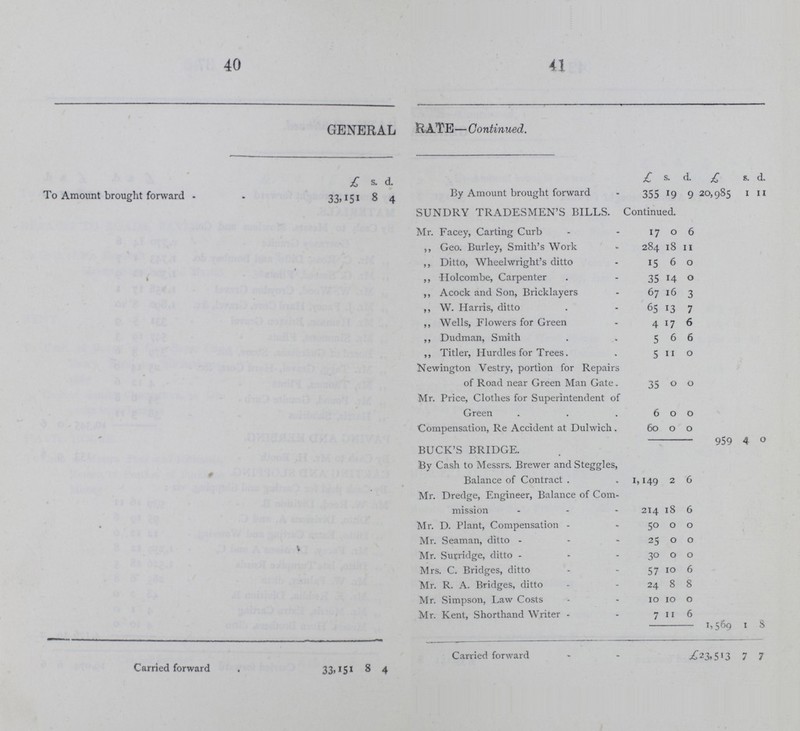 40
GENERAL
£ s. d.
To Amount brought forward - - 33,151 8 4
Carried forward . 33,151 8 4
41
RATE—Continued.
£ s. d. £ s. d.
By Amount brought forward - 355 19 9 20,985 1 11
SUNDRY TRADESMEN'S BILLS. Continued.
Mr. Facey, Carting Curb - - 17 0 6
,, Geo. Burley, Smith's Work - 284 18 11
,, Ditto, Wheelwright's ditto - 15 6 0
,, Holcombe, Carpenter . - 35 14 0
,, Acock and Son, Bricklayers - 67 16 3
,, W. Harris, ditto . - 65 13 7
,, Wells, Flowers for Green - 4 17 6
,, Dudman, Smith . . 5 6 6
,, Titler, Hurdles for Trees. . 5 11 0
Newington Vestry, portion for Repairs
of Road near Green Man Gate. 35 0 0
Mr. Price, Clothes for Superintendent of
Green . . . 6 0 0
Compensation, Re Accident at Dulwich. 60 0 0
959 4 0
BUCK'S BRIDGE.
By Cash to Messrs. Brewer and Steggles,
Balance of Contract . . 1,149 2 6
Mr. Dredge, Engineer, Balance of Com-
mission - - - 214 18 6
Mr. D. Plant, Compensation - - 50 0 0
Mr. Seaman, ditto - - - 25 0 0
Mr. Surridge, ditto - - - 30 0 0
Mrs. C. Bridges, ditto - - 57 10 6
Mr. R. A. Bridges, ditto - - 24 8 8
Mr. Simpson, Law Costs - - 10 10 0
Mr. Kent, Shorthand Writer - - 7 11 6
1,569 1 8
Carried forward - - £23,513 7 7